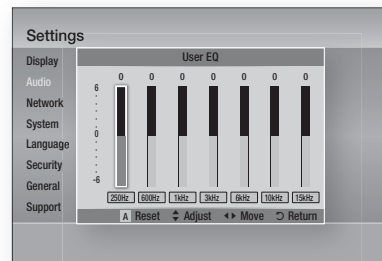 Settings
Display
Audio
Network
System
Language
Security
General
Support
User EQ
0 0 0 0 0 0 0
6
0
-6
250Hz 600Hz 1kHz 3kHz 6kHz 10kHz 15kHz
A Reset Adjust Move Return